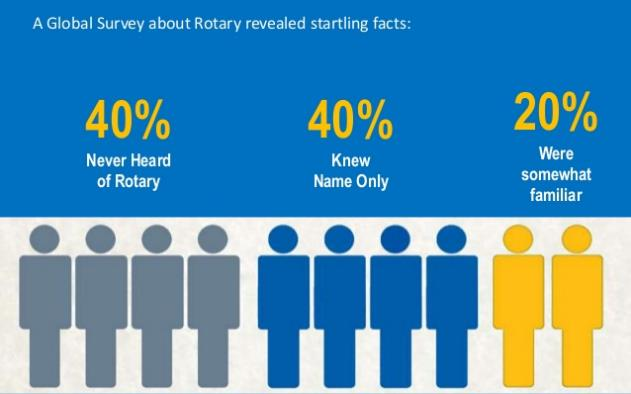 A Global Survey about Rotary revealed startling facts:
40%
Never Heard
of Rotary
40%
Knew
Name Only
20%
Were
somewhat
familiar